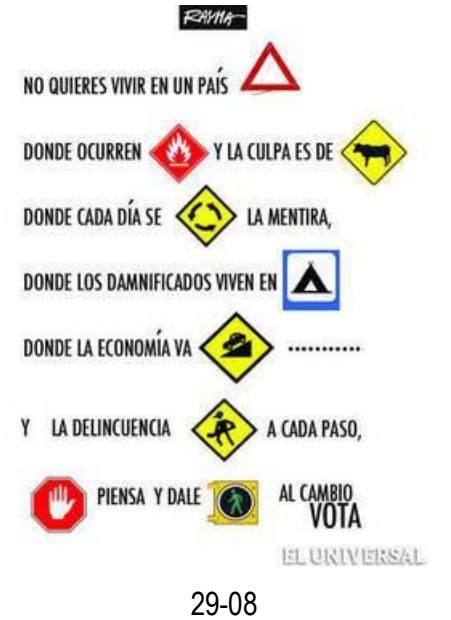 RAYMA
NO QUIERES VIVIR EN UN PAÍS
DONDE OCURREN Y LA CULPA ES DE
DONDE CADA DÍA SE LA MENTIRA,
DONDE LOS DAMNIFICADOS VIVEN EN
DONDE LA ECONOMÍA VA ...........
Y LA DELINCUENCIA A CADA PASO,
PIENSA Y DALE AL CAMBIO
VOTA
EL UNIVERSAL
29-08